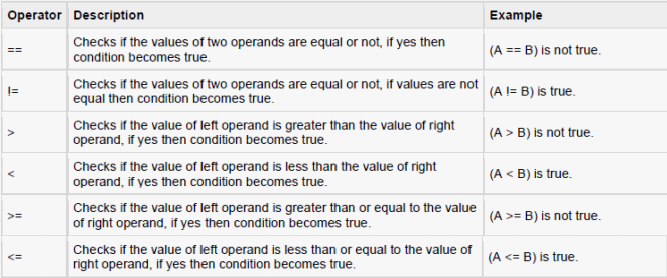 Operator Description Example
== Checks if the values of two operands are equal or not, if yes then condition becomes true. (A == B) is not true.
!= Checks if the values of two operands are equal or not, if values are not equal then condition becomes true. (A != B) is true.
> Checks if the value of left operand is greater than the value of right operand, if yes then condition becomes true. (A > B) is not true.
< Checks if the value of left operand is less than the value of right operand, if yes then condition becomes true. (A < B) is true.
>= Checks if the value of left operand is greater than or equal to the value of right operand, if yes then condition becomes true. (A >= B) is not true.
<= Checks if the value of left operand is less than or equal to the value of right operand, if yes then condition becomes true. (A <= B) is true.